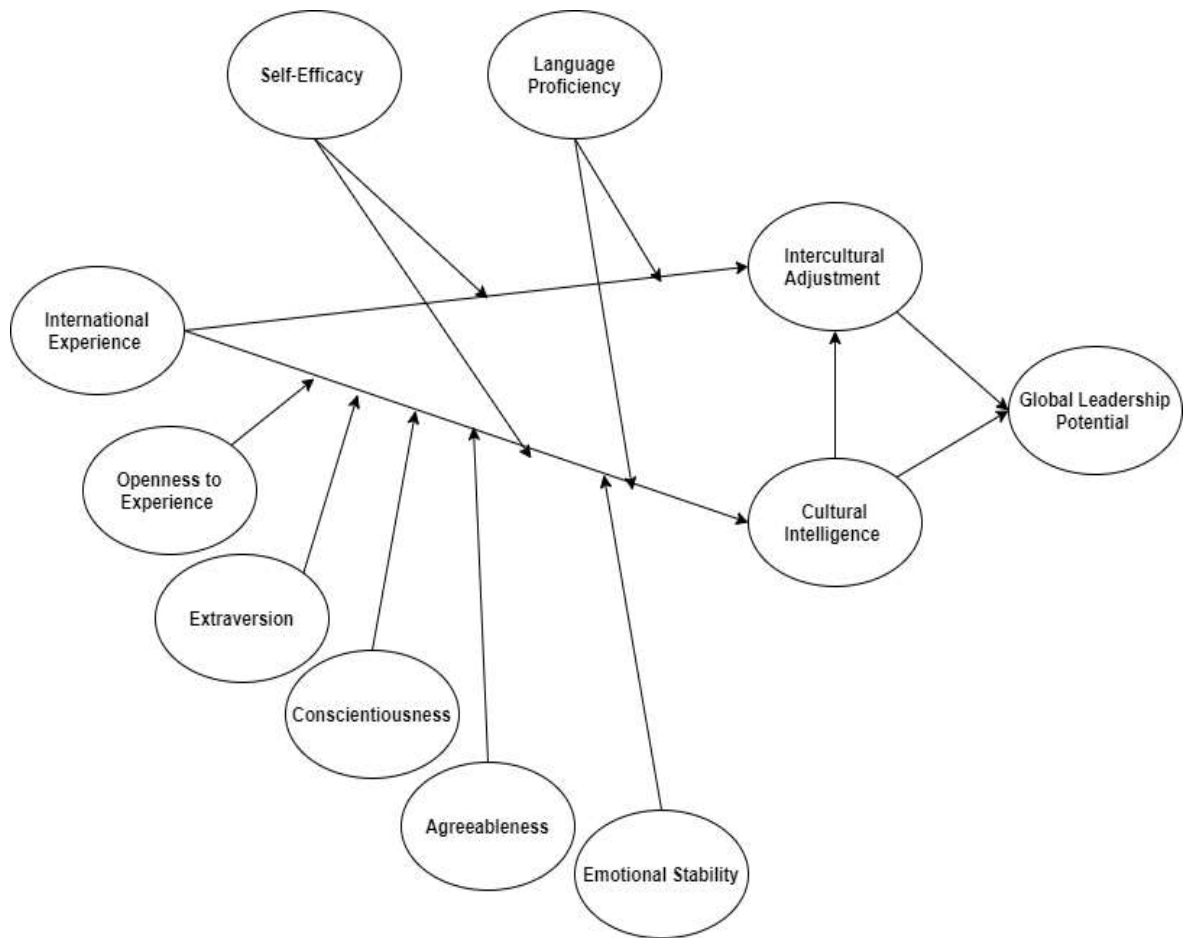 Self-Efficacy
Language
Proficiency
Intercultural
Adjustment
International
Experience
Global Leadership
Potential
Openness to
Experience
Cultural
Intelligence
Extraversion
Conscientiousness
Agreeableness
Emotional Stability